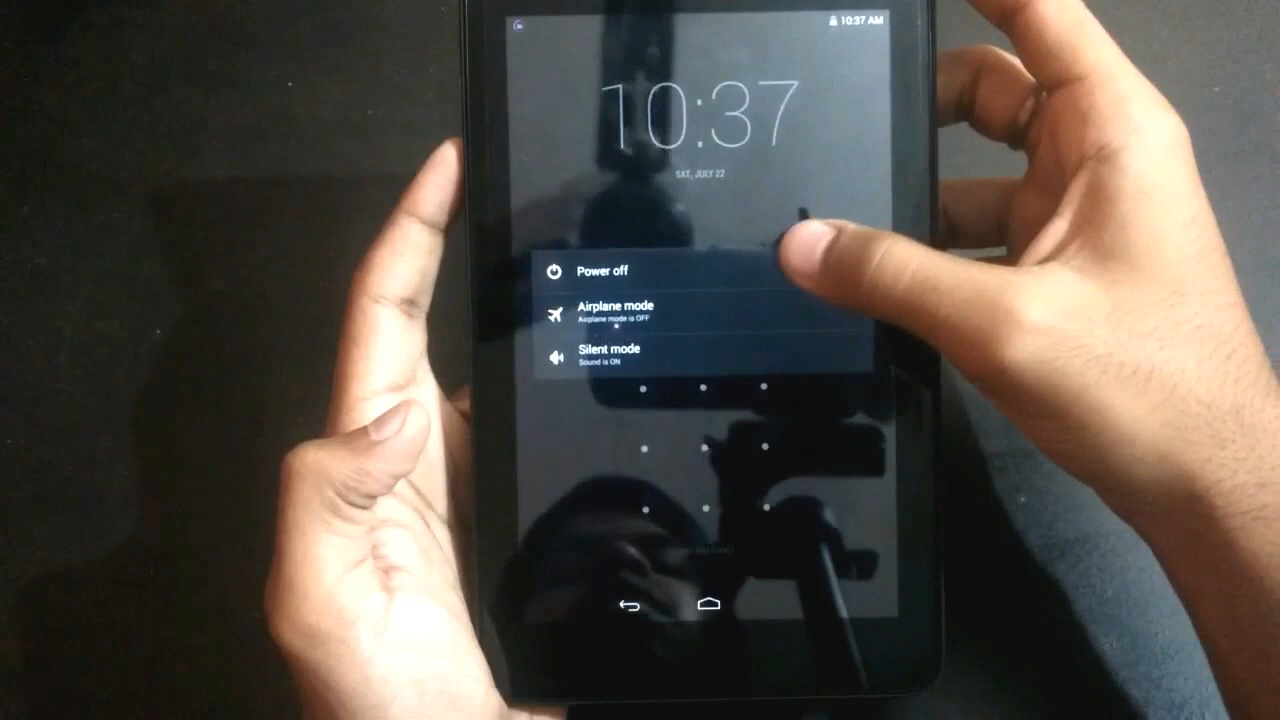 10:37 AM
10:37
SAT, JULY 22
Power off
Airplane mode
Airplane mode is OFF
Silent mode
Sound is ON